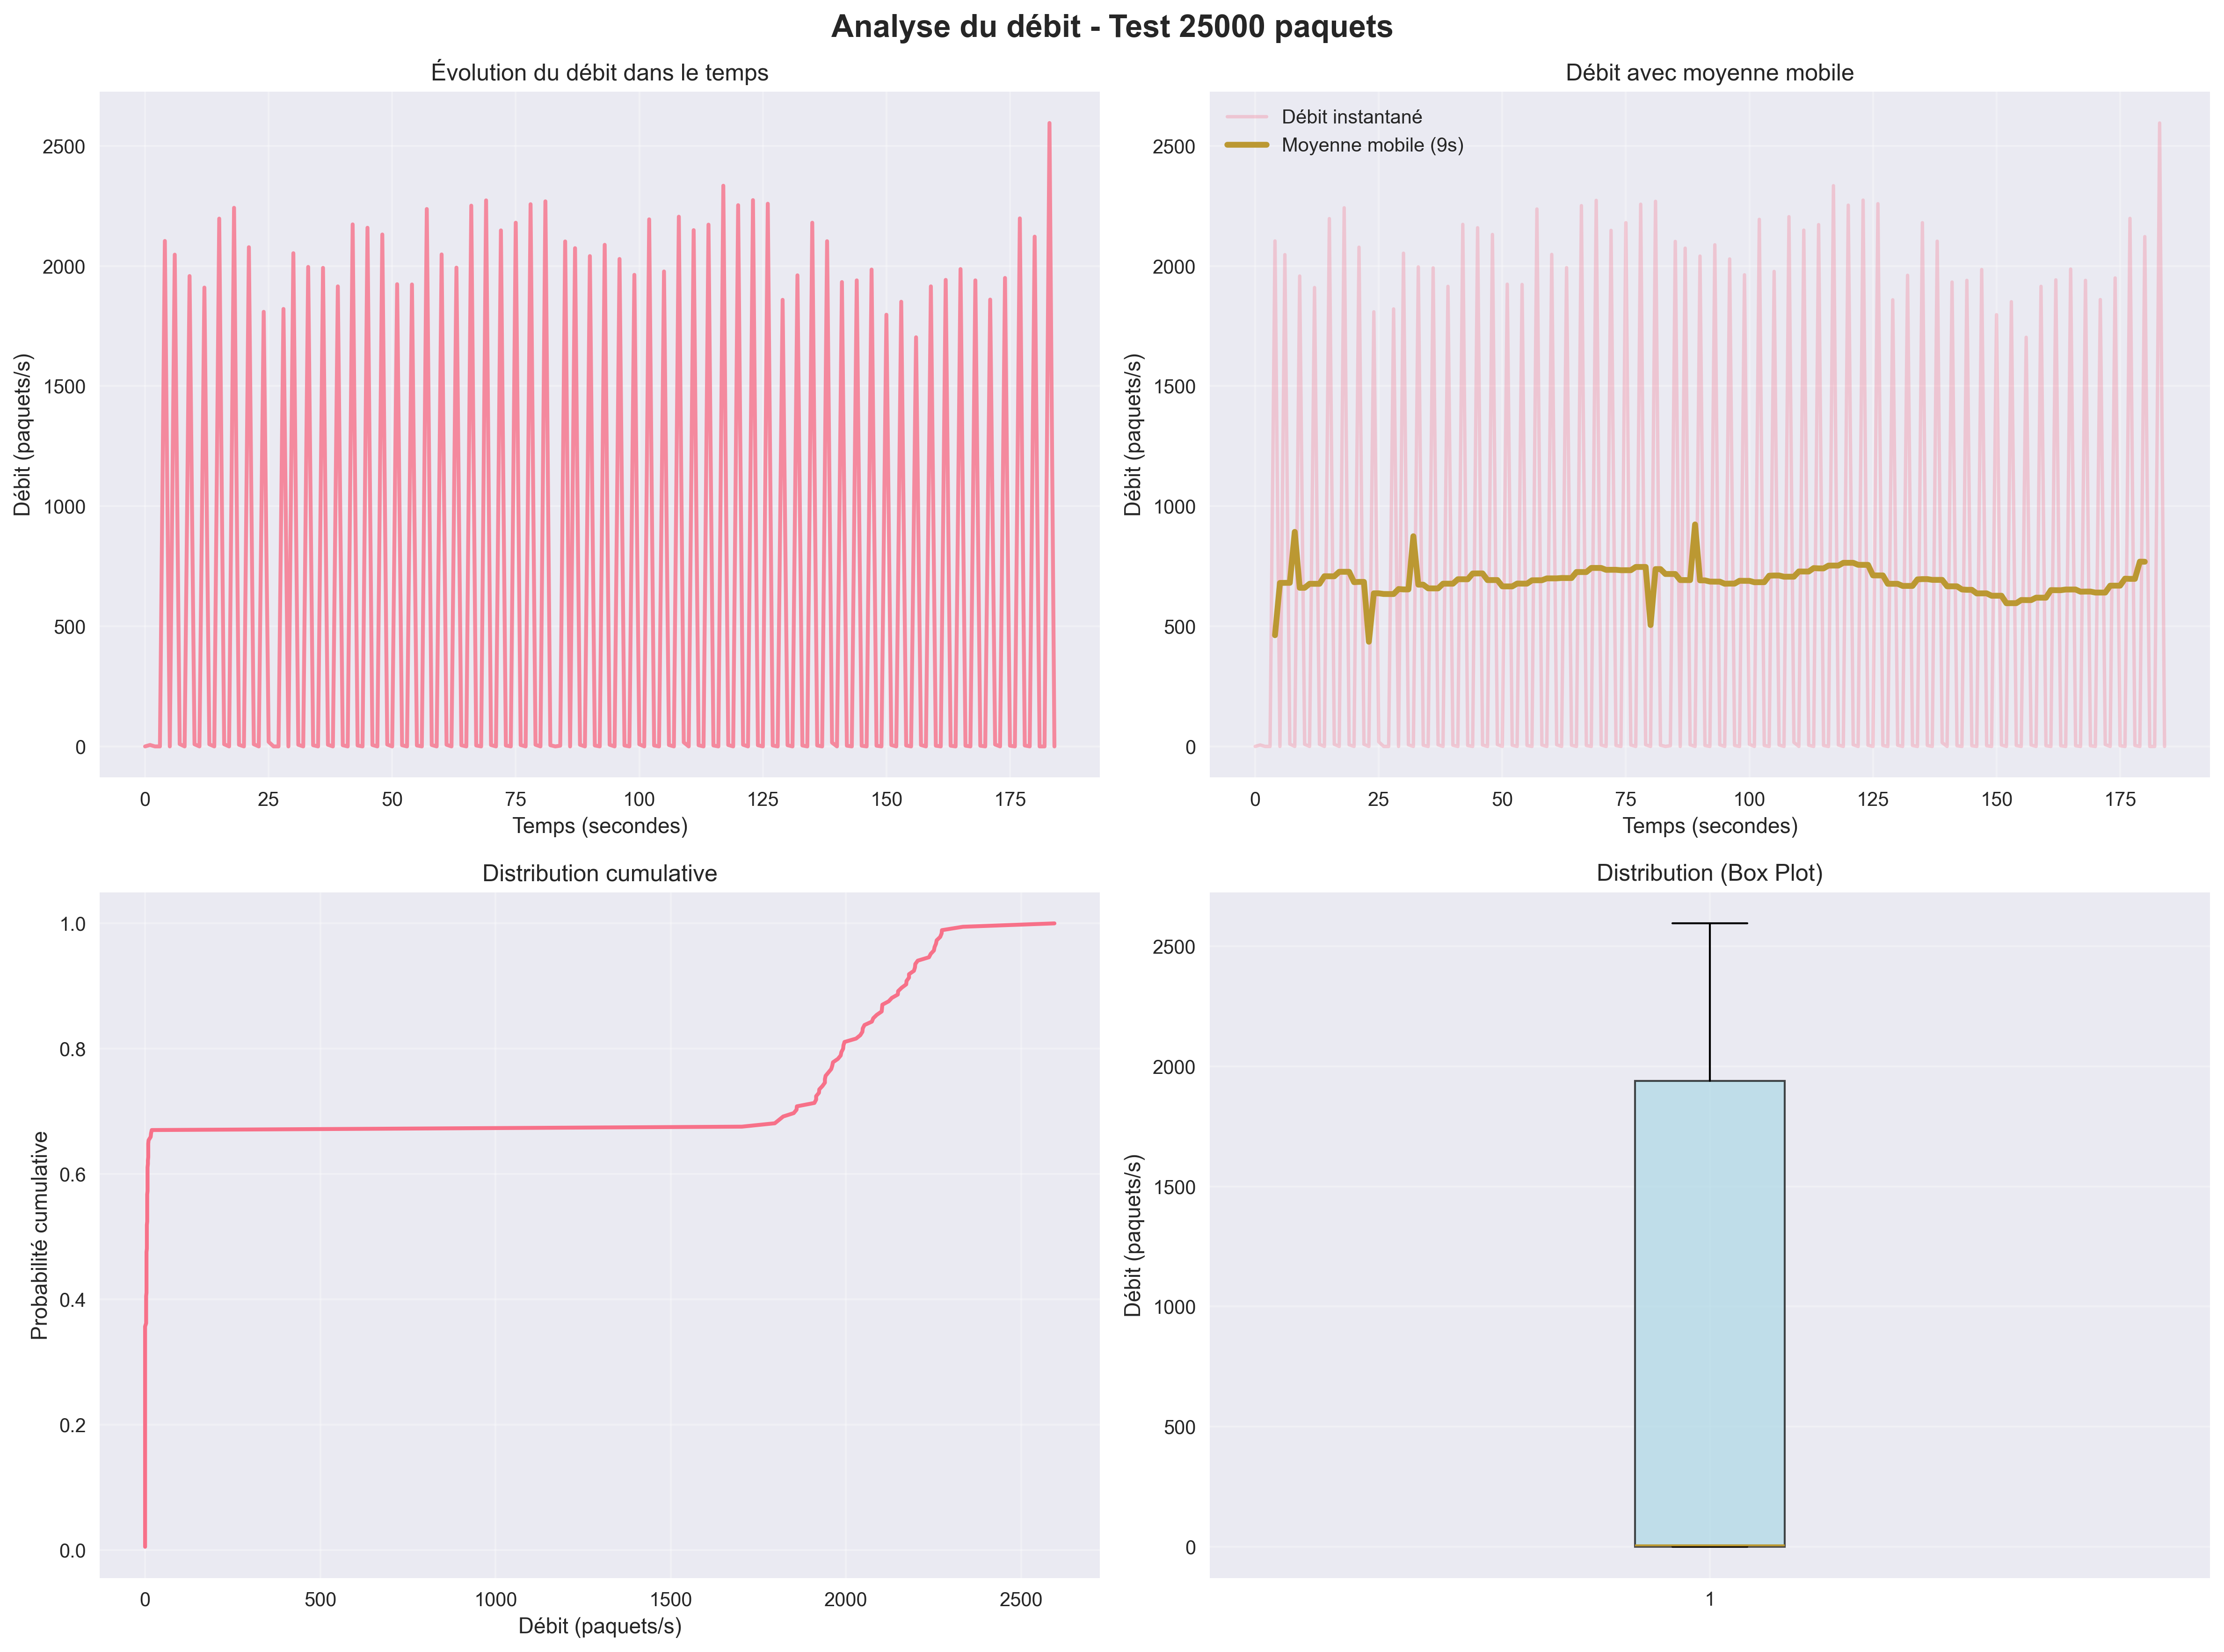 Analyse du débit - Test 25000 paquets
Évolution du débit dans le temps
Débit (paquets/s)
2500
2000
1500
1000
500
0
0 25 50 75 100 125 150 175
Temps (secondes)
Débit avec moyenne mobile
Débit instantané
Moyenne mobile (9s)
Débit (paquets/s)
2500
2000
1500
1000
500
0
0 25 50 75 100 125 150 175
Temps (secondes)
Distribution cumulative
Probabilité cumulative
1.0
0.8
0.6
0.4
0.2
0.0
0 500 1000 1500 2000 2500
Débit (paquets/s)
Distribution (Box Plot)
Débit (paquets/s)
2500
2000
1500
1000
500
0
1